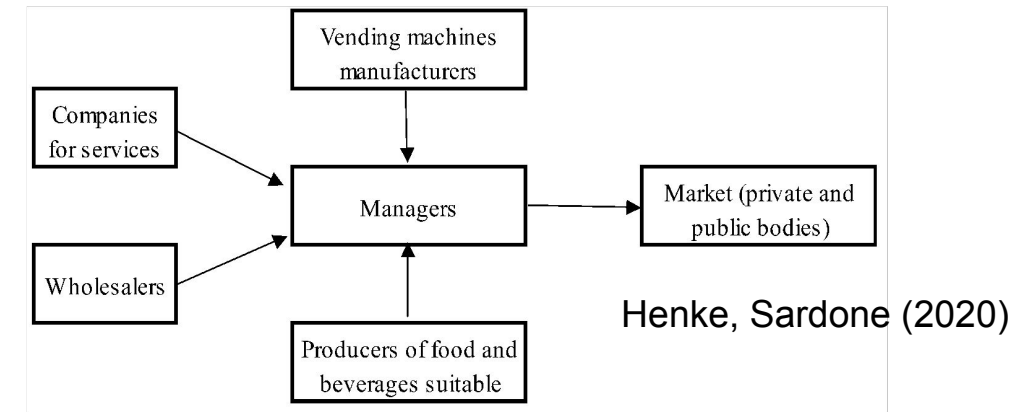 Vending machines
manufacturers
Companies
for services
Managers
Market (private and
public bodies)
Wholesalers
Henke, Sardone (2020)
Producers of food and
beverages suitable